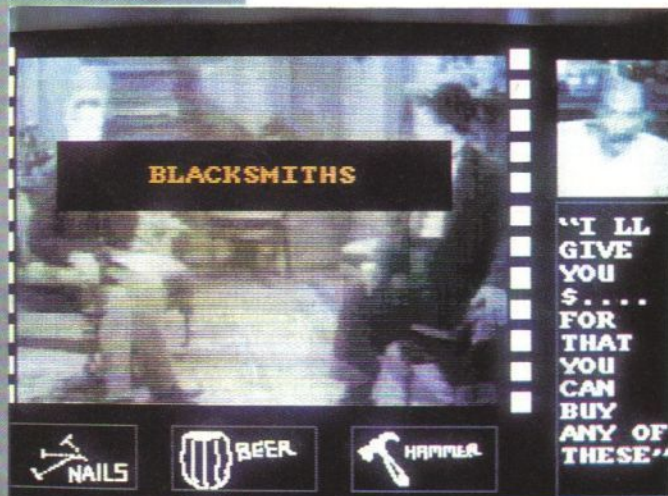 BLACKSMITHS
“I LL
GIVE
YOU
$....
FOR
THAT
YOU
CAN
BUY
ANY OF
THESE“
NAILS
BEER
HAMMER